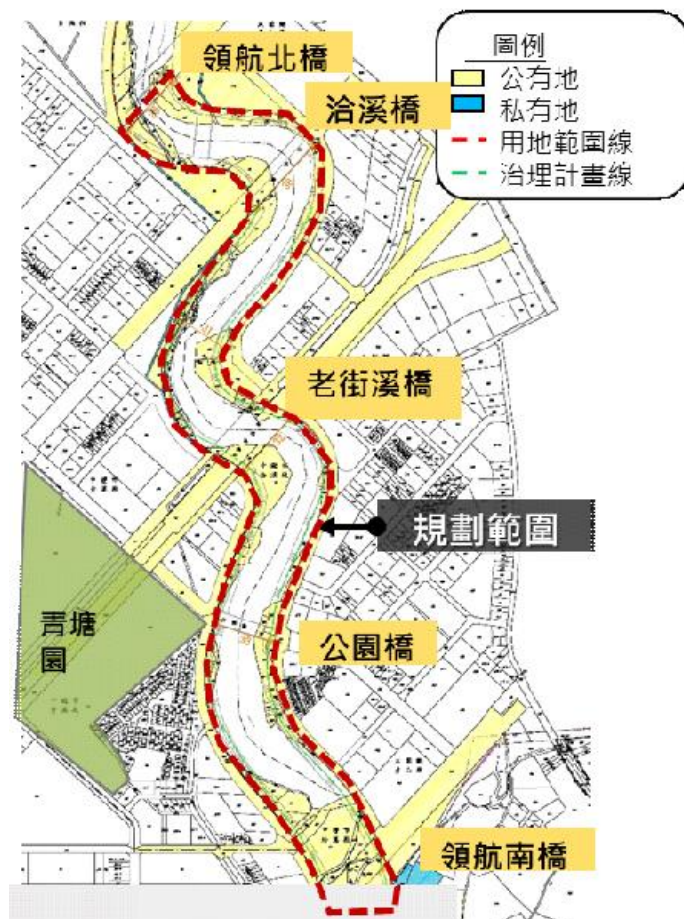 領航北橋
圖例
公有地
私有地
用地範圍線
治理計畫線
洽溪橋
老街溪橋
規劃範圍
青塘
園
公園橋
領航南橋